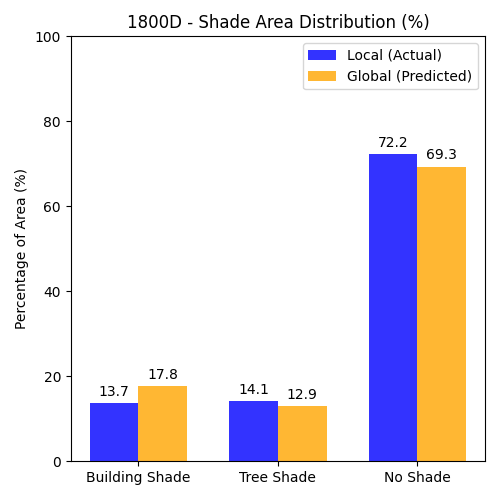 1800D - Shade Area Distribution (%)
Local (Actual)
Global (Predicted)
Percentage of Area (%)
100
80
60
40
20
0
13.7
17.8
14.1
12.9
72.2
69.3
Building Shade
Tree Shade
No Shade